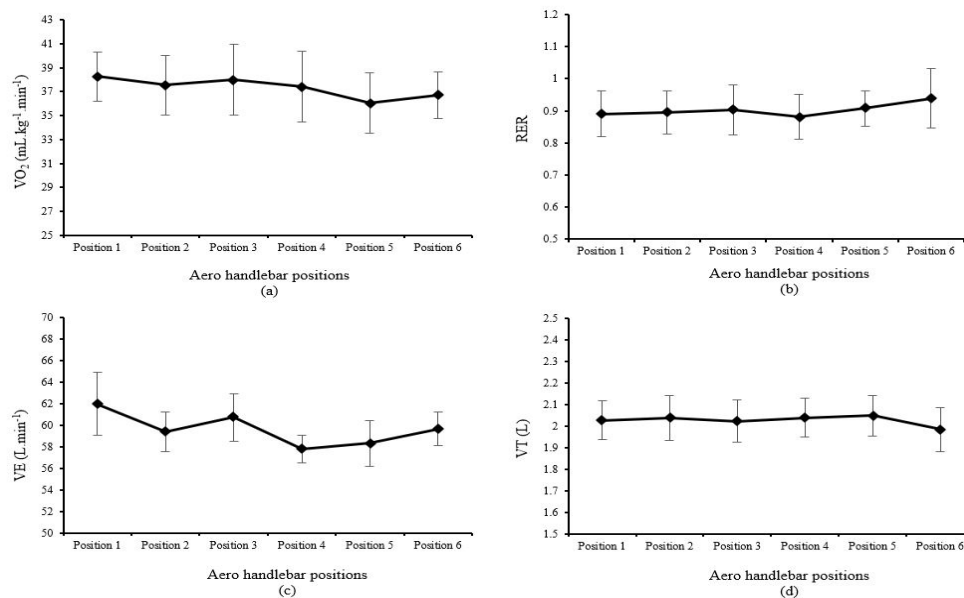 43
41
39
37
35
33
31
29
27
25
VO₂ (mL.kg⁻¹.min⁻¹)
Position 1 Position 2 Position 3 Position 4 Position 5 Position 6
Aero handlebar positions
(a)
1.2
1.1
1
0.9
0.8
0.7
0.6
0.5
RER
Position 1 Position 2 Position 3 Position 4 Position 5 Position 6
Aero handlebar positions
(b)
70
68
66
64
62
60
58
56
54
52
50
VE (L.min⁻¹)
Position 1 Position 2 Position 3 Position 4 Position 5 Position 6
Aero handlebar positions
(c)
2.5
2.4
2.3
2.2
2.1
2
1.9
1.8
1.7
1.6
1.5
VT (L)
Position 1 Position 2 Position 3 Position 4 Position 5 Position 6
Aero handlebar positions
(d)